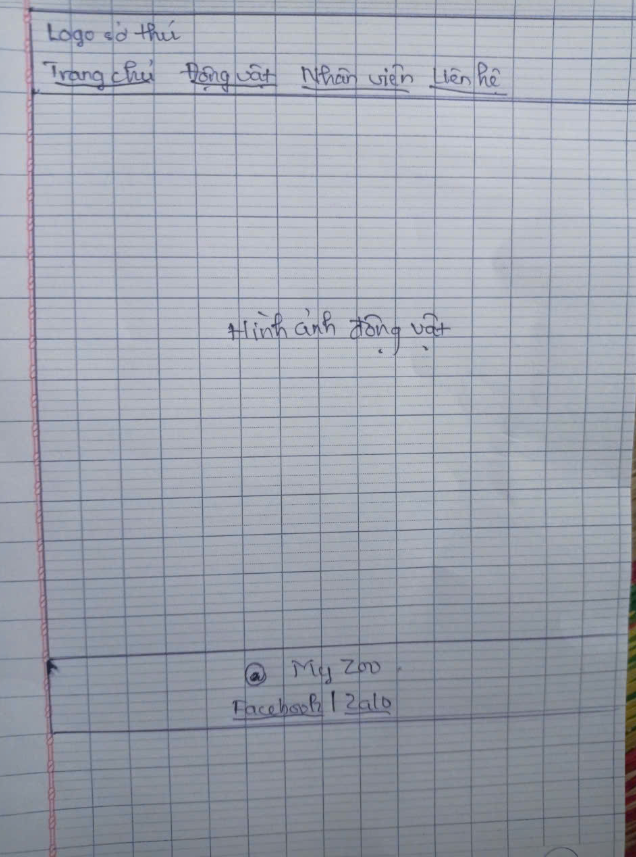 Logo sở thú
Trang chủ Động vật Nhân viên Liên hệ
Hình ảnh động vật
@ My Zoo
Facebook | Zalo